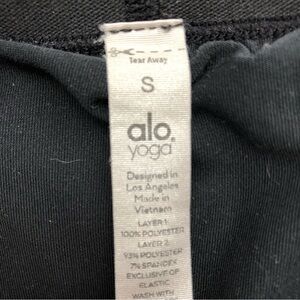 Tear Away
S
alo
yoga
Designed in
Los Angeles
Made in
Vietnam
LAYER 1:
100% POLYESTER
LAYER 2:
93% POLYESTER
7% SPANDEX
EXCLUSIVE OF
ELASTIC
WASH WITH